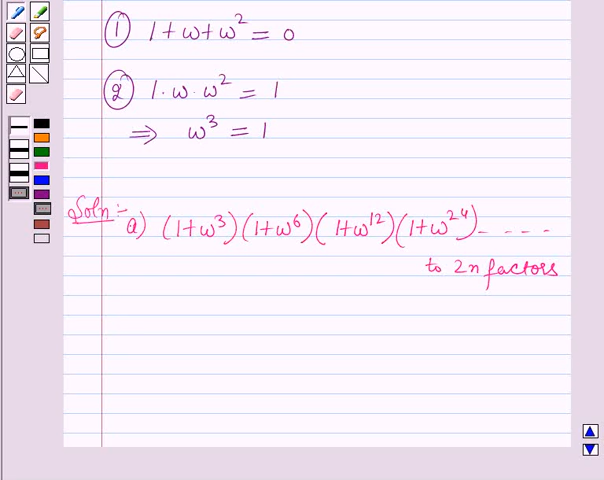 ① 1+ω+ω² = 0
② 1·ω·ω² = 1
⇒ ω³ = 1
Soln:- a) (1+ω³)(1+ω⁶)(1+ω¹²)(1+ω²⁴)-----
to 2n factors